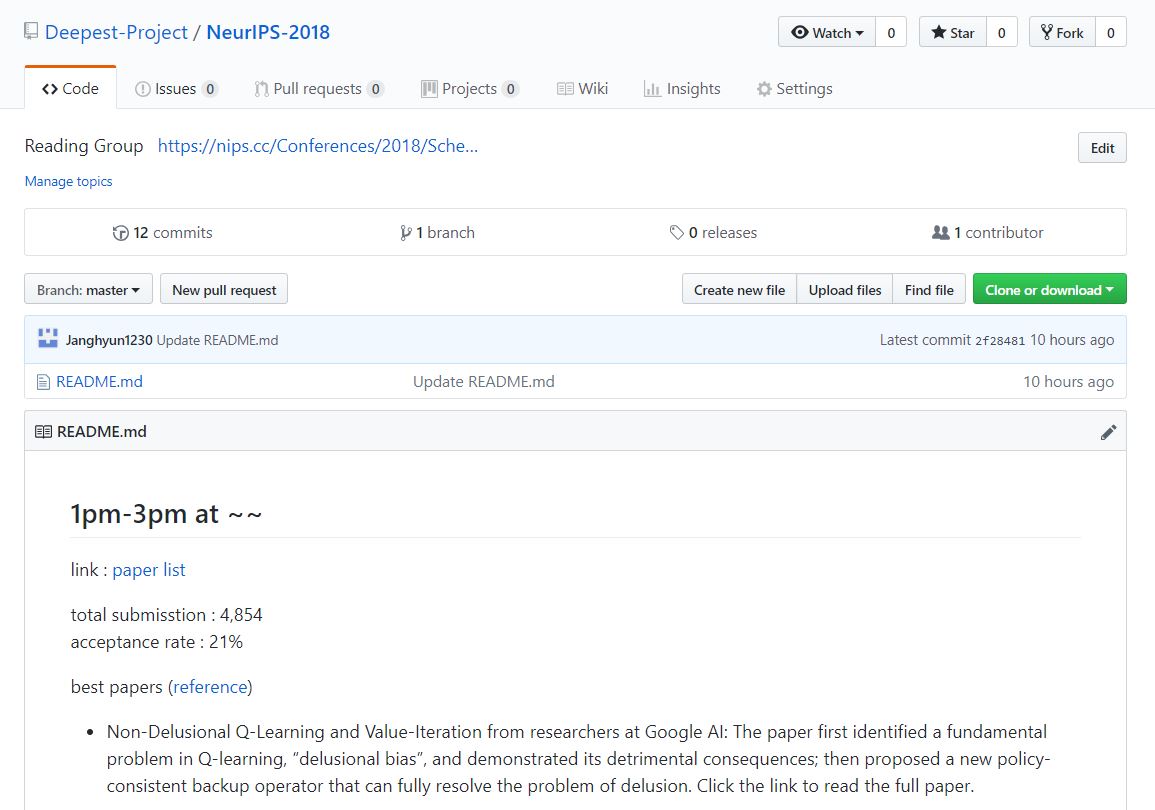 Deepest-Project / NeurIPS-2018 Watch 0 Star 0 Fork 0
Code Issues 0 Pull requests 0 Projects 0 Wiki Insights Settings
Reading Group https://nips.cc/Conferences/2018/Sche... Edit
Manage topics
12 commits 1 branch 0 releases 1 contributor
Branch: master New pull request Create new file Upload files Find file Clone or download
Janghyun1230 Update README.md Latest commit 2f28481 10 hours ago
README.md Update README.md 10 hours ago
README.md
1pm-3pm at ~~
link : paper list
total submisstion : 4,854
acceptance rate : 21%
best papers (reference)
• Non-Delusional Q-Learning and Value-Iteration from researchers at Google AI: The paper first identified a fundamental
problem in Q-learning, “delusional bias”, and demonstrated its detrimental consequences; then proposed a new policy-
consistent backup operator that can fully resolve the problem of delusion. Click the link to read the full paper.